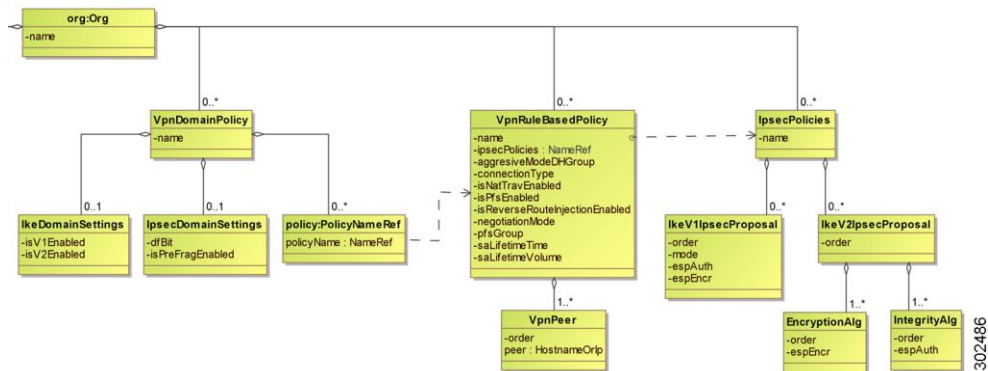 org:Org
-name
0..*
0..*
0..*
VpnDomainPolicy
-name
VpnRuleBasedPolicy
-name
-ipsecPolicies : NameRef
-aggresiveModeDHGroup
-connectionType
-isNatTravEnabled
-isPfsEnabled
-isReverseRouteInjectionEnabled
-negotiationMode
-pfsGroup
-saLifetimeTime
-saLifetimeVolume
IpsecPolicies
-name
0..1
0..1
0..*
0..*
0..*
IkeDomainSettings
-isV1Enabled
-isV2Enabled
IpsecDomainSettings
-dfBit
-isPreFragEnabled
policy:PolicyNameRef
policyName : NameRef
IkeV1IpsecProposal
-order
-mode
-espAuth
-espEncr
IkeV2IpsecProposal
-order
1..*
1..*
1..*
VpnPeer
-order
peer : HostnameOrIp
EncryptionAlg
-order
-espEncr
IntegrityAlg
-order
-espAuth
302486